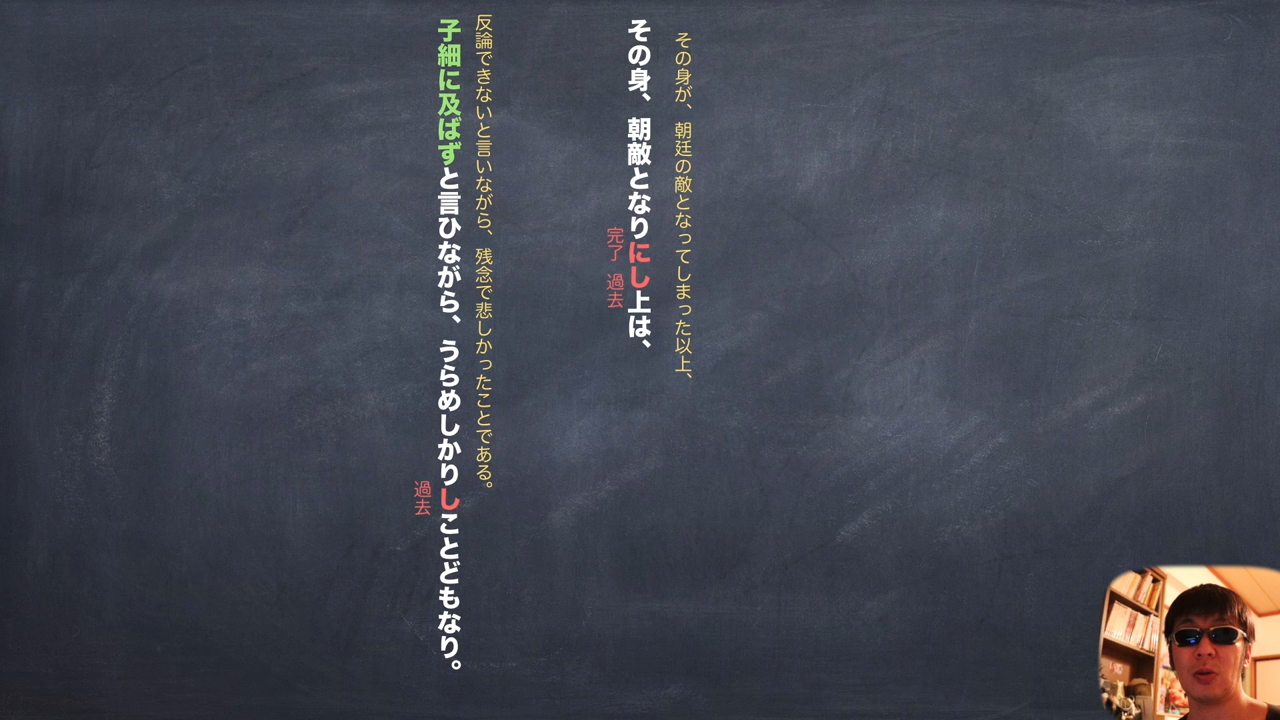 その身が、朝廷の敵となってしまった以上、
その身、朝敵となりにし上は、
完了 過去
反論できないと言いながら、残念で悲しかったことである。
子細に及ばずと言ひながら、うらめしかりしことどもなり。
過去